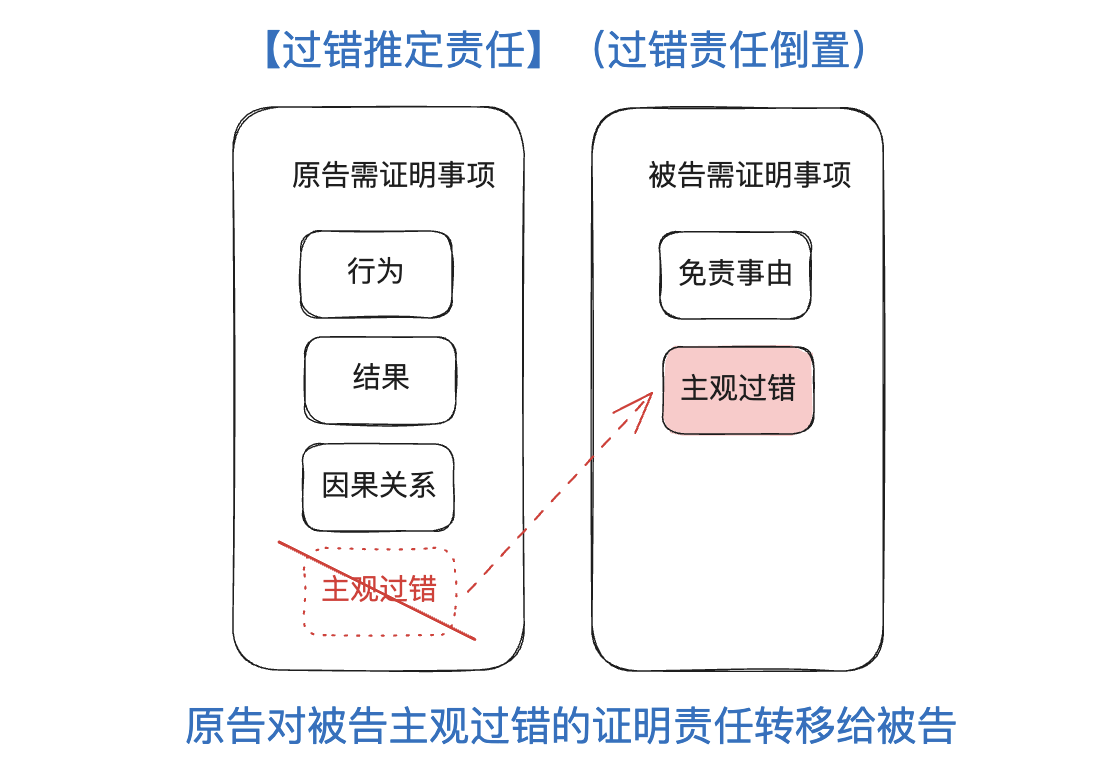 【过错推定责任】（过错责任倒置）
原告需证明事项
行为
结果
因果关系
主观过错
被告需证明事项
免责事由
主观过错
原告对被告主观过错的证明责任转移给被告